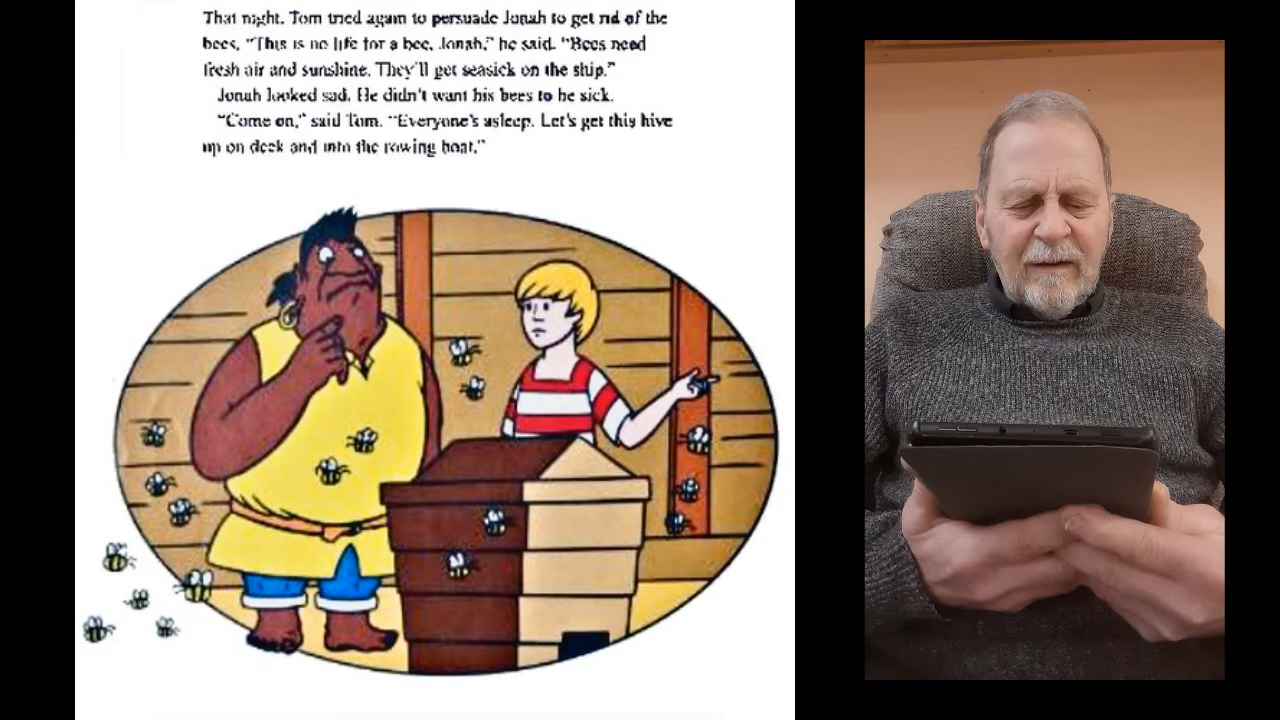 That night, Tom tried again to persuade Jonah to get rid of the
bees. "This is no life for a bee, Jonah," he said. "Bees need
fresh air and sunshine. They'll get seasick on the ship."
Jonah looked sad. He didn't want his bees to be sick.
"Come on," said Tom. "Everyone's asleep. Let's get this hive
up on deck and into the rowing boat."